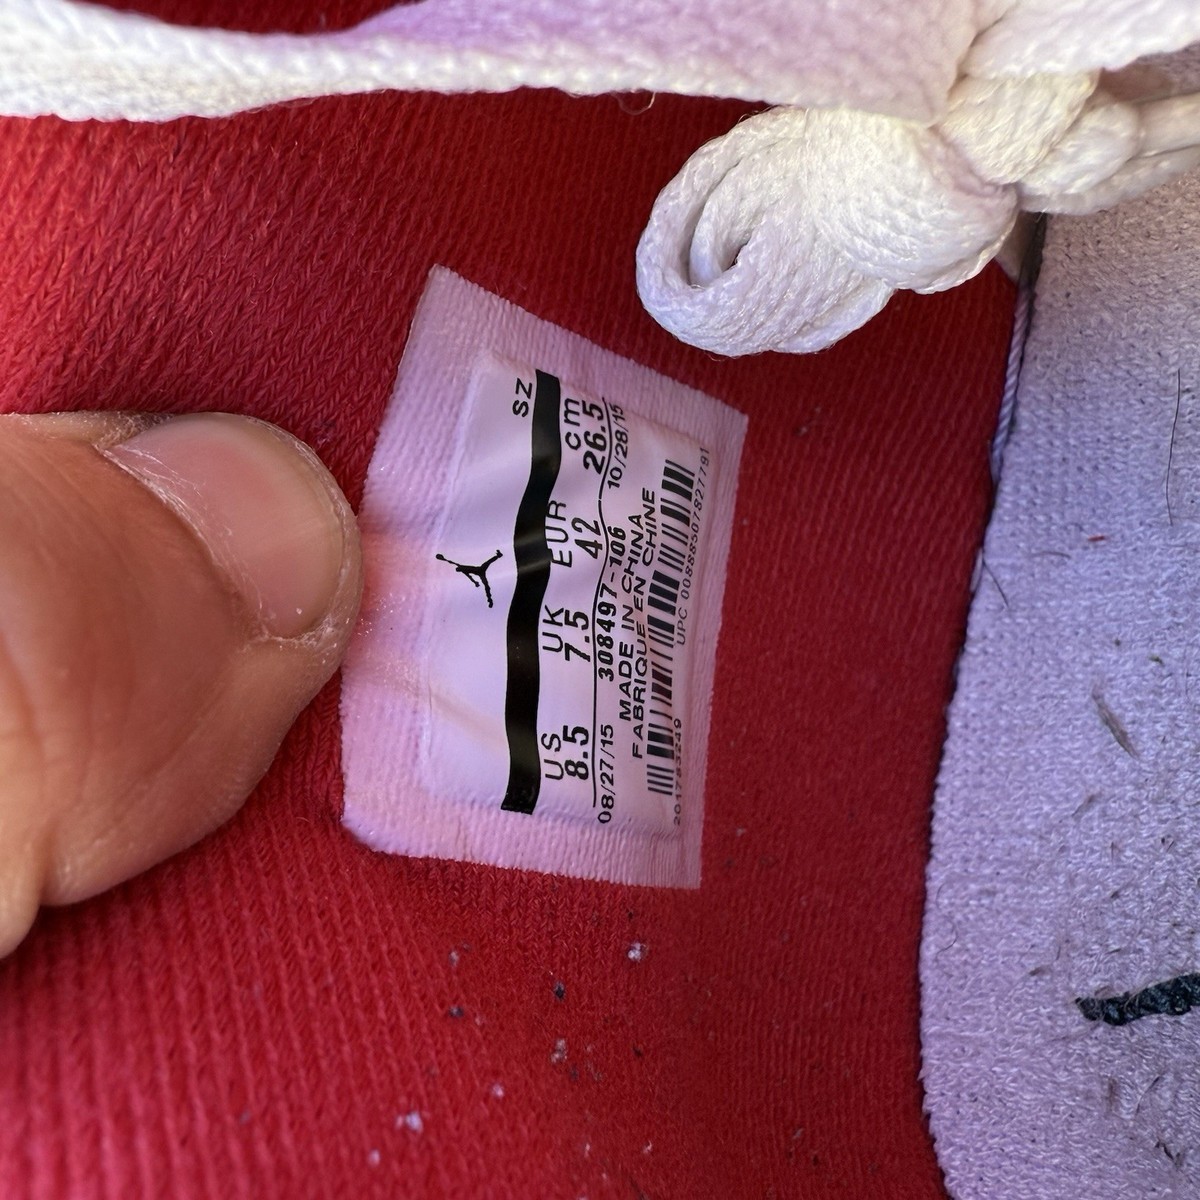 SZ
US UK EUR cm
8.5 7.5 42 26.5
08/27/15 308497-106 10/28/15
MADE IN CHINA
FABRIQUE EN CHINE
201783249 UPC 00888507827791